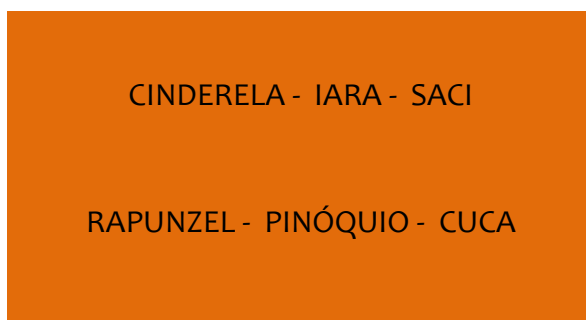 CINDERELA - IARA - SACI
RAPUNZEL - PINÓQUIO - CUCA